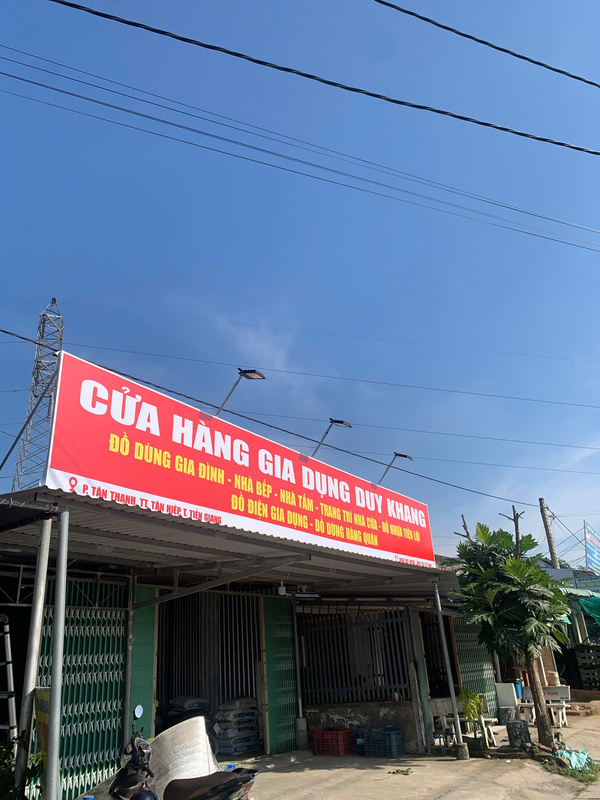 CỬA HÀNG GIA DỤNG DUY KHANG
ĐỒ DÙNG GIA ĐÌNH - NHÀ BẾP - NHÀ TẮM - TRANG TRÍ NHÀ CỬA - ĐỒ NHỰA TIỆN LỢI
ĐỒ ĐIỆN GIA DỤNG - ĐỒ DÙNG HÀNG QUÁN
P. TÂN THẠNH, TT. TÂN HIỆP, T. TIỀN GIANG